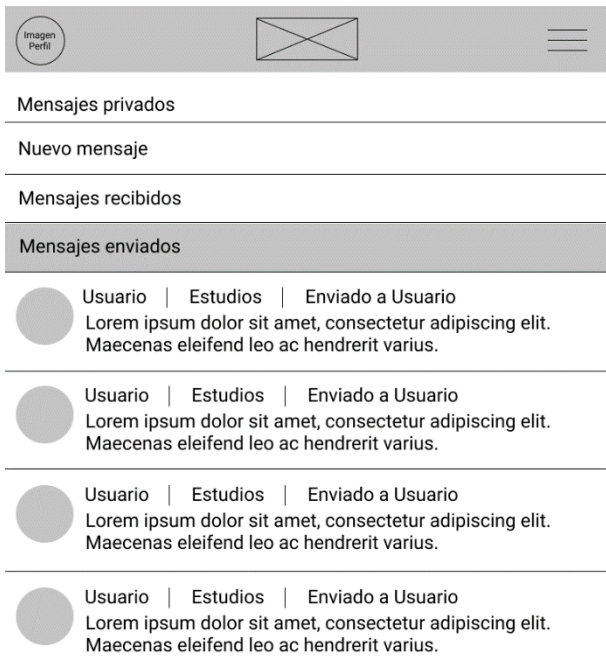 Imagen
Perfil
Mensajes privados
Nuevo mensaje
Mensajes recibidos
Mensajes enviados
Usuario | Estudios | Enviado a Usuario
Lorem ipsum dolor sit amet, consectetur adipiscing elit.
Maecenas eleifend leo ac hendrerit varius.
Usuario | Estudios | Enviado a Usuario
Lorem ipsum dolor sit amet, consectetur adipiscing elit.
Maecenas eleifend leo ac hendrerit varius.
Usuario | Estudios | Enviado a Usuario
Lorem ipsum dolor sit amet, consectetur adipiscing elit.
Maecenas eleifend leo ac hendrerit varius.
Usuario | Estudios | Enviado a Usuario
Lorem ipsum dolor sit amet, consectetur adipiscing elit.
Maecenas eleifend leo ac hendrerit varius.